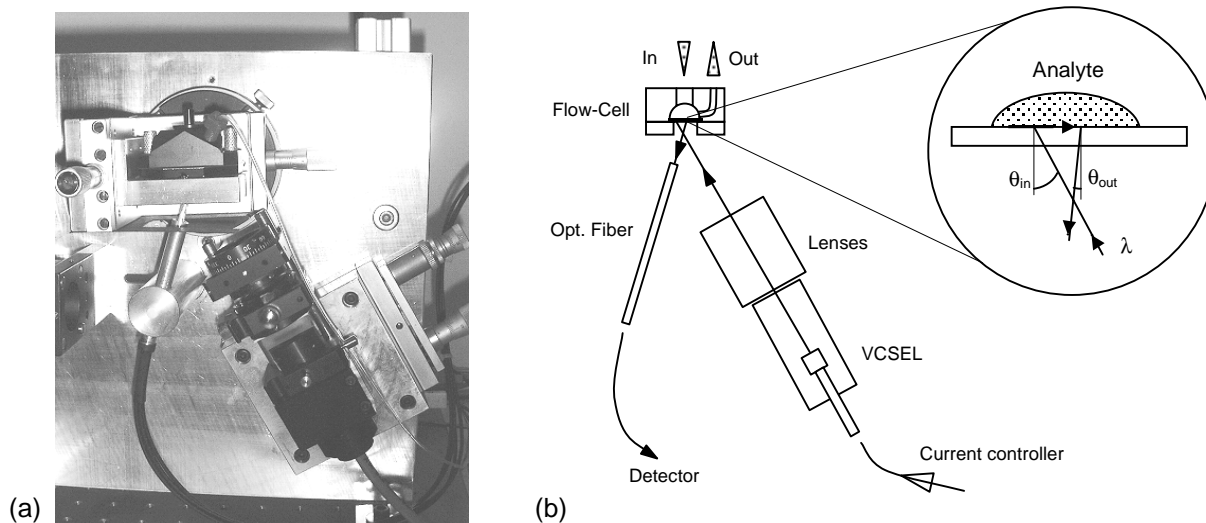 In
Out
Flow-Cell
Analyte
θin
θout
λ
Opt. Fiber
Lenses
VCSEL
Current controller
Detector
(a)
(b)